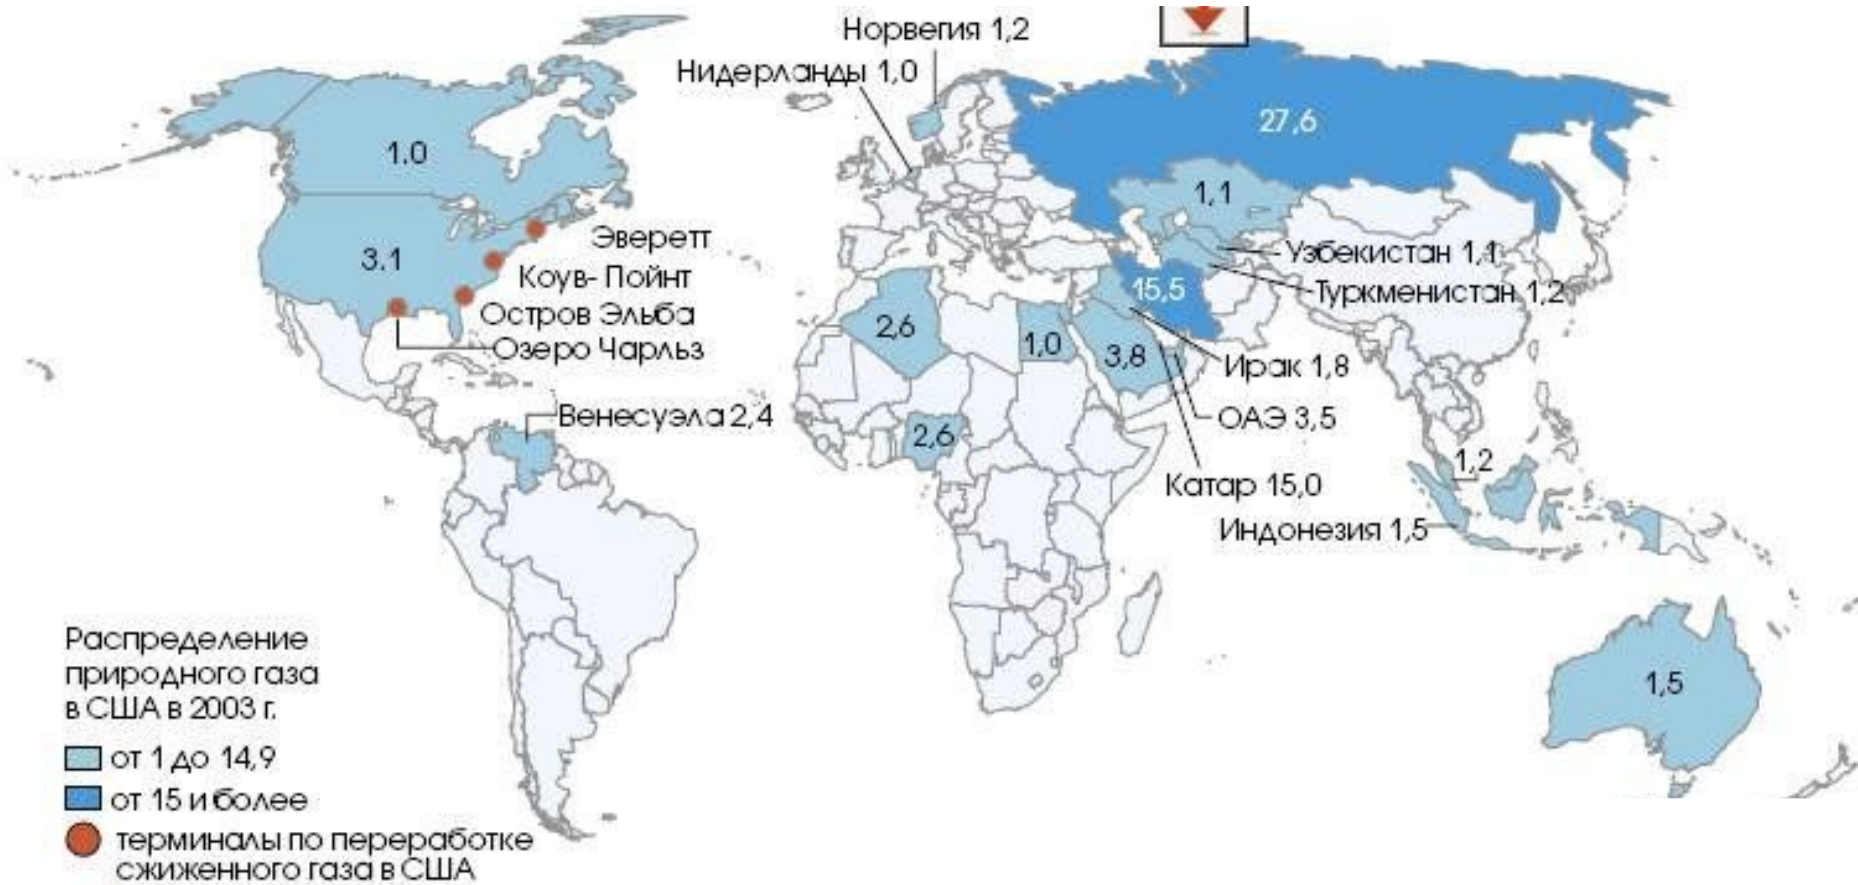 Норвегия 1,2
Нидерланды 1,0
27,6
1.0
1,1
Эверетт
3.1
Узбекистан 1,1
Коув- Пойнт
15,5
Туркменистан 1,2
Остров Эльба
2,6
1,0
3,8
Озеро Чарльз
Ирак 1,8
Венесуэла 2,4
ОАЭ 3,5
2,6
1,2
Катар 15,0
Индонезия 1,5
1,5
Распределение
природного газа
в США в 2003 г.
от 1 до 14,9
от 15 и более
терминалы по переработке
сжиженного газа в США